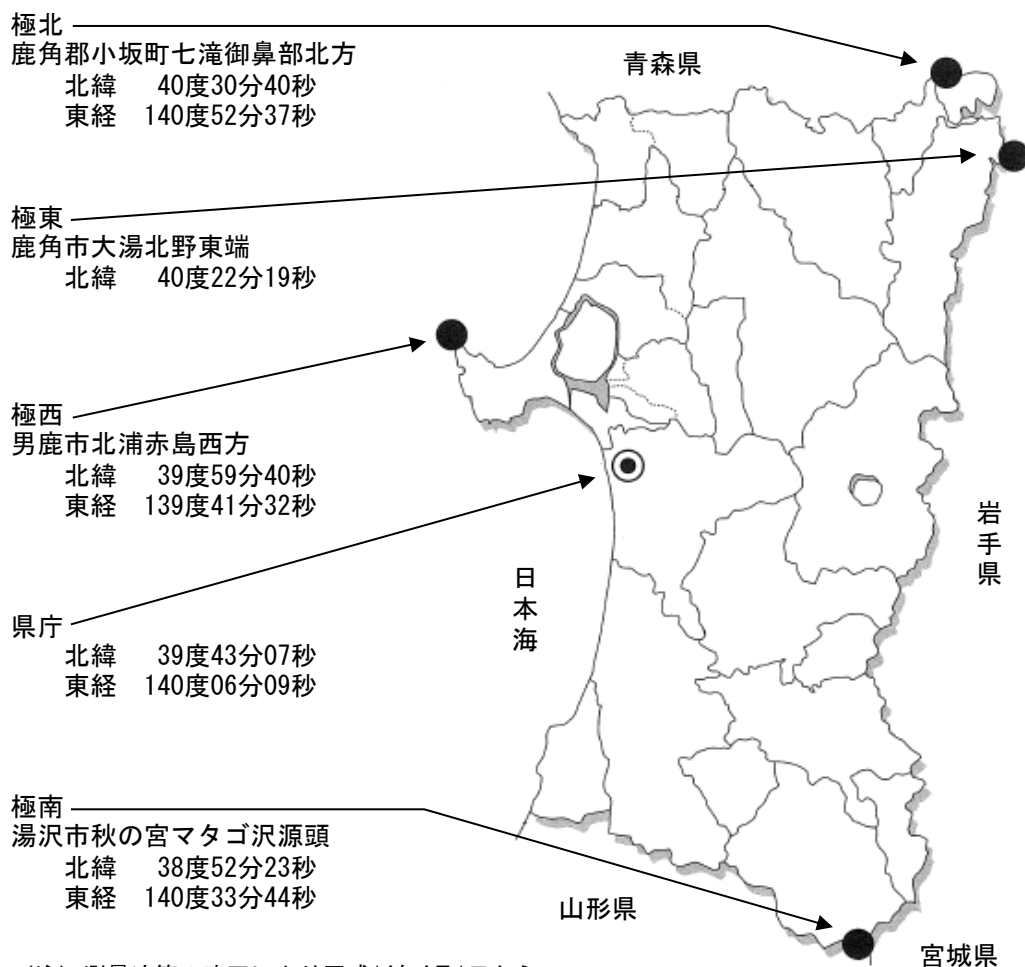 極北
鹿角郡小坂町七滝御鼻部北方
北緯 40度30分40秒
東経 140度52分37秒
極東
鹿角市大湯北野東端
北緯 40度22分19秒
極西
男鹿市北浦赤島西方
北緯 39度59分40秒
東経 139度41分32秒
県庁
北緯 39度43分07秒
東経 140度06分09秒
極南
湯沢市秋の宮マタゴ沢源頭
北緯 38度52分23秒
東経 140度33分44秒
青森県
岩手県
日本海
山形県
宮城県